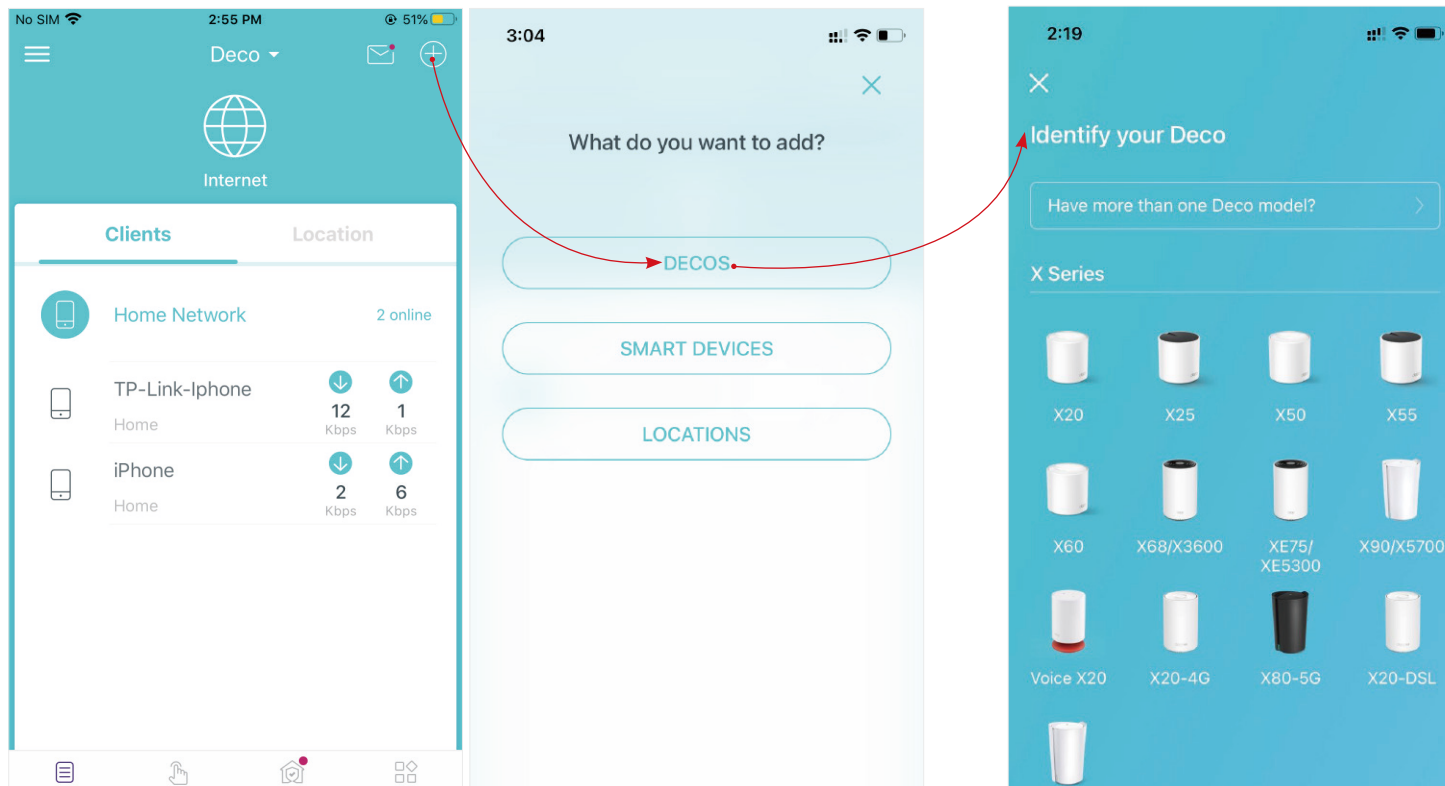 No SIM 2:55 PM 51%
Deco
Internet
Clients Location
Home Network 2 online
TP-Link-Iphone
Home
12 1
Kbps Kbps
iPhone
Home
2 6
Kbps Kbps
3:04
What do you want to add?
DECOS
SMART DEVICES
LOCATIONS
2:19
Identify your Deco
Have more than one Deco model?
X Series
X20 X25 X50 X55
X60 X68/X3600 XE75/ X90/X5700
XE5300
Voice X20 X20-4G X80-5G X20-DSL